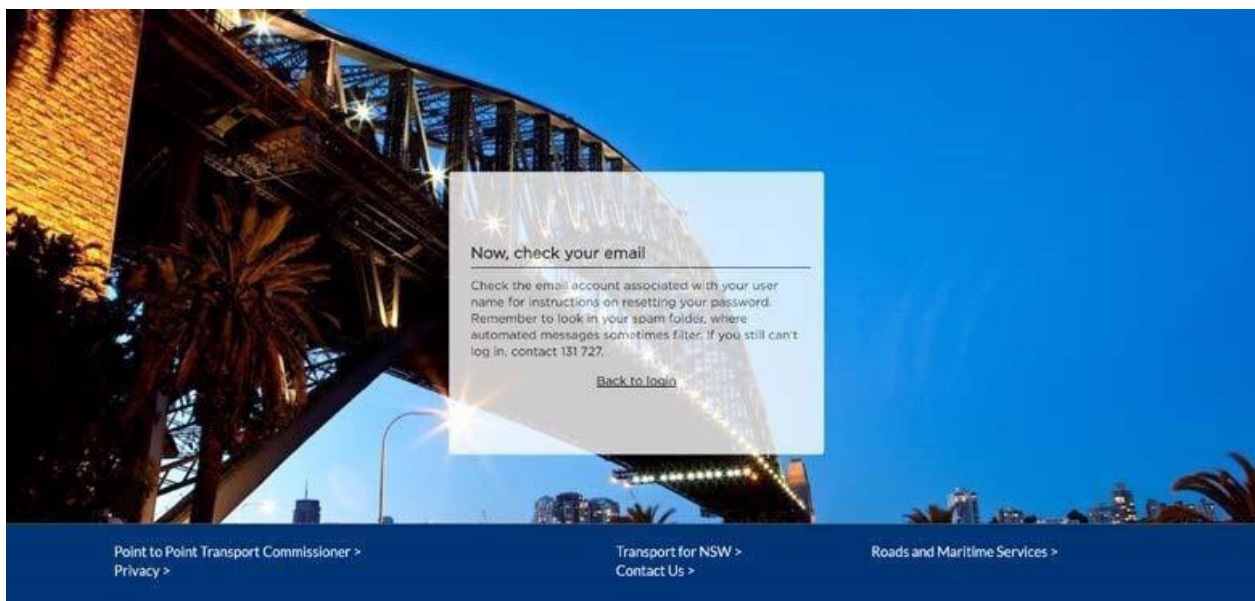 Now, check your email
Check the email account associated with your user
name for instructions on resetting your password.
Remember to look in your spam folder, where
automated messages sometimes filter. If you still can't
log in, contact 131 727.
Back to login
Point to Point Transport Commissioner >
Transport for NSW >
Roads and Maritime Services >
Privacy >
Contact Us >